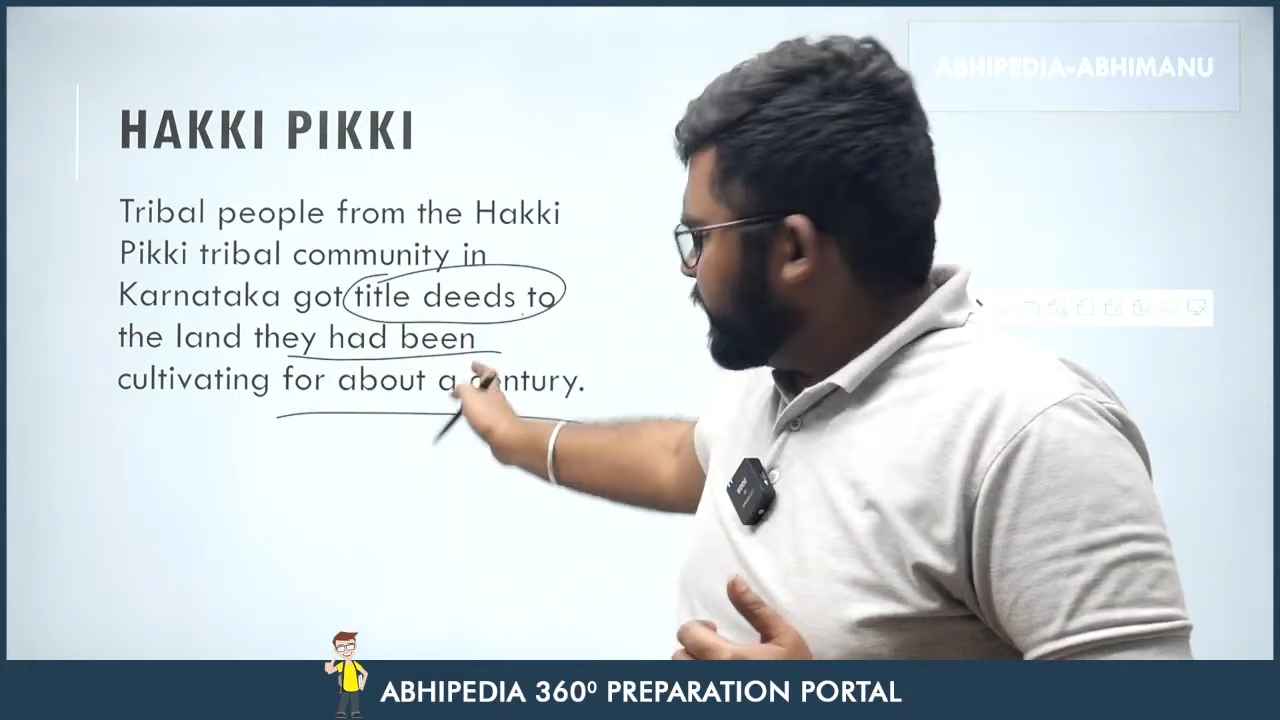 ABHIPEDIA-ABHIMANU
HAKKI PIKKI
Tribal people from the Hakki
Pikki tribal community in
Karnataka got title deeds to
the land they had been
cultivating for about a century.
ABHIPEDIA 360⁰ PREPARATION PORTAL